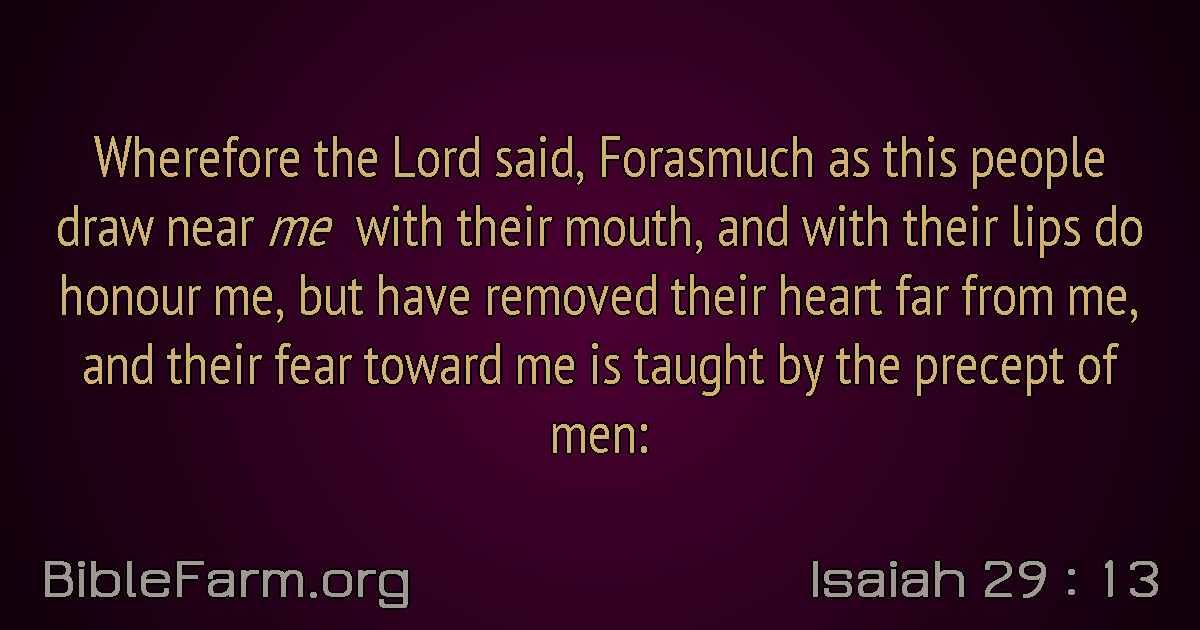 Wherefore the Lord said, Forasmuch as this people
draw near me with their mouth, and with their lips do
honour me, but have removed their heart far from me,
and their fear toward me is taught by the precept of
men:
BibleFarm.org
Isaiah 29 : 13